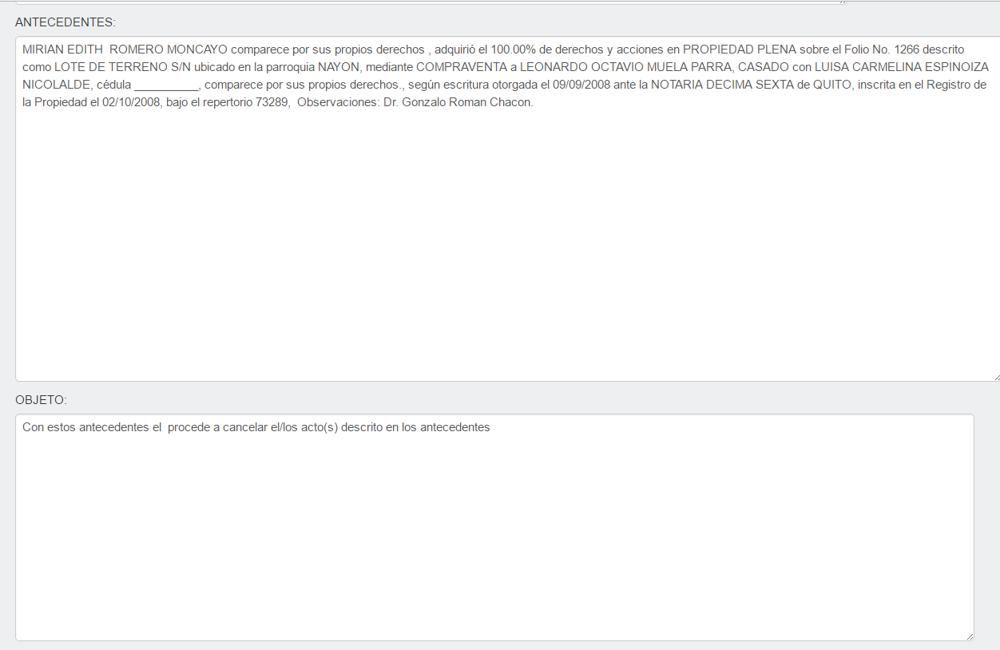 ANTECEDENTES:
MIRIAN EDITH  ROMERO MONCAYO comparece por sus propios derechos , adquirió el 100.00% de derechos y acciones en PROPIEDAD PLENA sobre el Folio No. 1266 descrito
como LOTE DE TERRENO S/N ubicado en la parroquia NAYON, mediante COMPRAVENTA a LEONARDO OCTAVIO MUELA PARRA, CASADO con LUISA CARMELINA ESPINOIZA
NICOLALDE, cédula __________, comparece por sus propios derechos., según escritura otorgada el 09/09/2008 ante la NOTARIA DECIMA SEXTA de QUITO, inscrita en el Registro de
la Propiedad el 02/10/2008, bajo el repertorio 73289,  Observaciones: Dr. Gonzalo Roman Chacon.
OBJETO:
Con estos antecedentes el  procede a cancelar el/los acto(s) descrito en los antecedentes